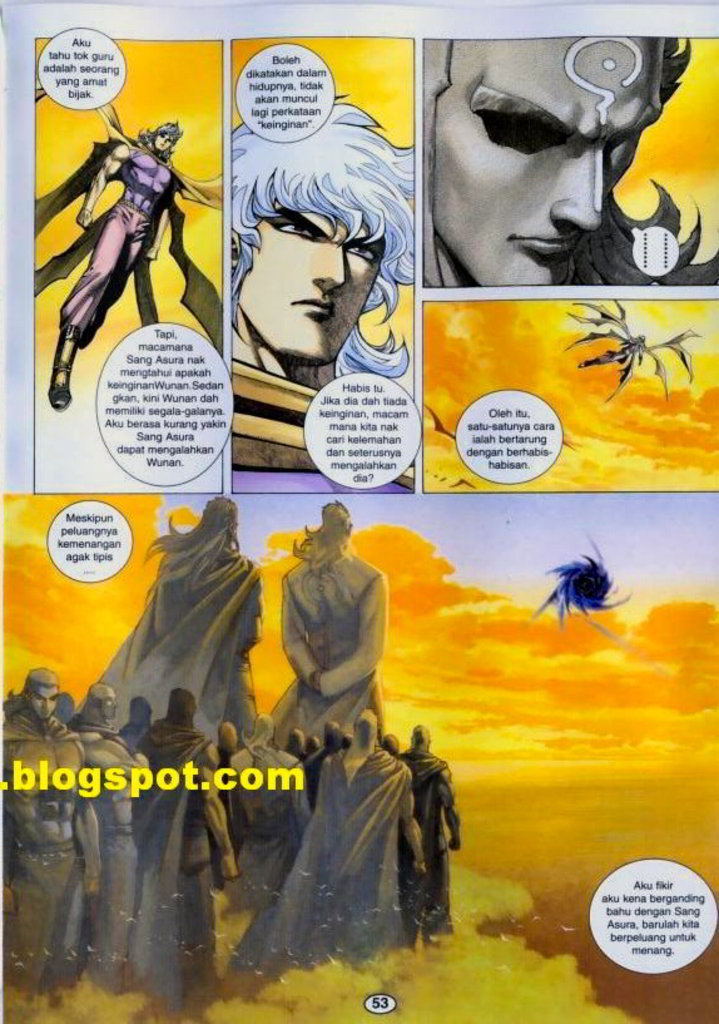 Aku
tahu tok guru
adalah seorang
yang amat
bijak.
Tapi,
macamana
Sang Asura nak
mengtahui apakah
keinginanWunan.Sedan
gkan, kini Wunan dah
memiliki segala-galanya.
Aku berasa kurang yakin
Sang Asura
dapat mengalahkan
Wunan.
Boleh
dikatakan dalam
hidupnya, tidak
akan muncul
lagi perkataan
"keinginan".
Habis tu.
Jika dia dah tiada
keinginan, macam
mana kita nak
cari kelemahan
dan seterusnya
mengalahkan
dia?
Oleh itu,
satu-satunya cara
ialah bertarung
dengan berhabis-
habisan.
Meskipun
peluangnya
kemenangan
agak tipis
.....
.blogspot.com
Aku fikir
aku kena berganding
bahu dengan Sang
Asura, barulah kita
berpeluang untuk
menang.
53